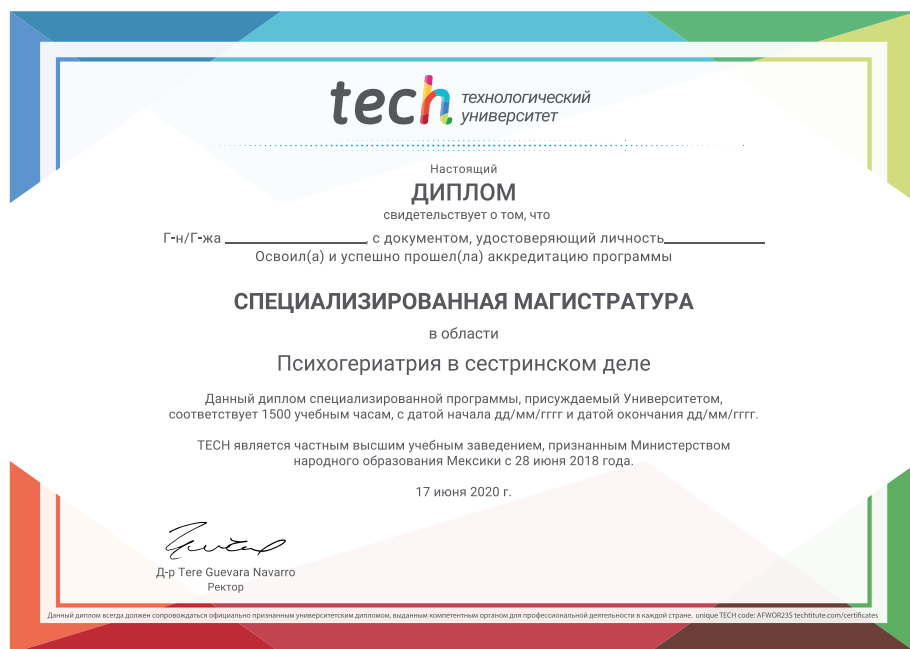 tech технологический
университет
Настоящий
ДИПЛОМ
свидетельствует о том, что
Г-н/Г-жа , с документом, удостоверяющий личность
Освоил(а) и успешно прошел(ла) аккредитацию программы
СПЕЦИАЛИЗИРОВАННАЯ МАГИСТРАТУРА
в области
Психогериатрия в сестринском деле
Данный диплом специализированной программы, присуждаемый Университетом,
соответствует 1500 учебным часам, с датой начала дд/мм/гггг и датой окончания дд/мм/гггг.
TECH является частным высшим учебным заведением, признанным Министерством
народного образования Мексики с 28 июня 2018 года.
17 июня 2020 г.
Д-р Tere Guevara Navarro
Ректор
Данный диплом всегда должен сопровождаться официально признанным университетским дипломом, выданным компетентным органом для профессиональной деятельности в каждой стране. unique TECH code: AFWOR23S techtitute.com/certificates